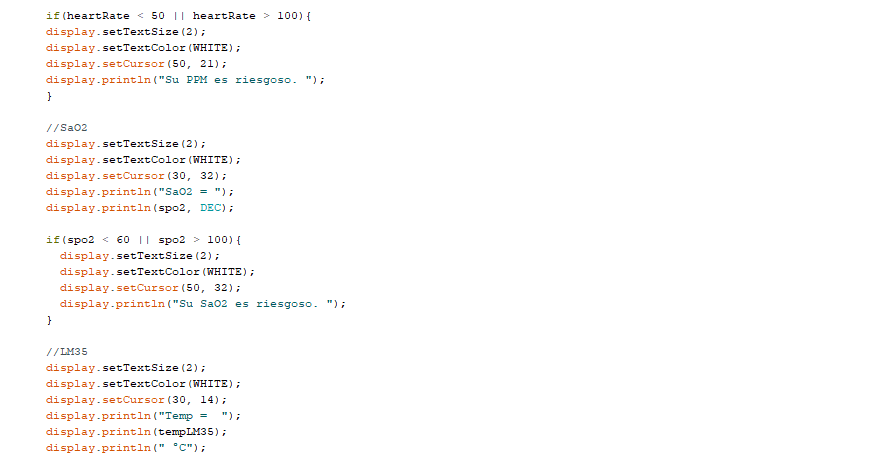 if(heartRate < 50 || heartRate > 100){
display.setTextSize(2);
display.setTextColor(WHITE);
display.setCursor(50, 21);
display.println("Su PPM es riesgoso. ");
}

//SaO2
display.setTextSize(2);
display.setTextColor(WHITE);
display.setCursor(30, 32);
display.println("SaO2 = ");
display.println(spo2, DEC);

if(spo2 < 60 || spo2 > 100){
  display.setTextSize(2);
  display.setTextColor(WHITE);
  display.setCursor(50, 32);
  display.println("Su SaO2 es riesgoso. ");
}

//LM35
display.setTextSize(2);
display.setTextColor(WHITE);
display.setCursor(30, 14);
display.println("Temp =  ");
display.println(tempLM35);
display.println(" °C");